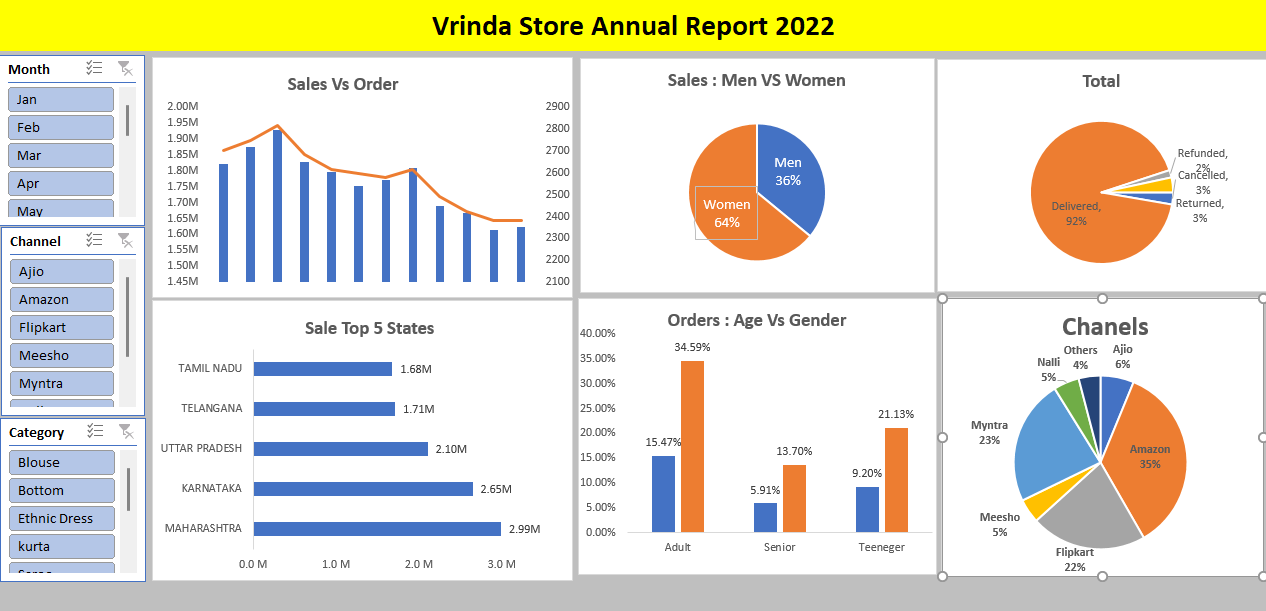 Vrinda Store Annual Report 2022
Month
Jan
Feb
Mar
Apr
May
Channel
Ajio
Amazon
Flipkart
Meesho
Myntra
Category
Blouse
Bottom
Ethnic Dress
kurta
Sales Vs Order
2.00M
1.95M
1.90M
1.85M
1.80M
1.75M
1.70M
1.65M
1.60M
1.55M
1.50M
1.45M
2900
2800
2700
2600
2500
2400
2300
2200
2100
Sales : Men VS Women
Men
36%
Women
64%
Total
Refunded,
2%
Cancelled,
3%
Returned,
3%
Delivered,
92%
Sale Top 5 States
TAMIL NADU 1.68M
TELANGANA 1.71M
UTTAR PRADESH 2.10M
KARNATAKA 2.65M
MAHARASHTRA 2.99M
0.0 M 1.0 M 2.0 M 3.0 M
Orders : Age Vs Gender
40.00%
35.00%
30.00%
25.00%
20.00%
15.00%
10.00%
5.00%
0.00%
15.47%
34.59%
5.91%
13.70%
9.20%
21.13%
Adult Senior Teeneger
Chanels
Others
4%
Ajio
6%
Nalli
5%
Myntra
23%
Amazon
35%
Meesho
5%
Flipkart
22%